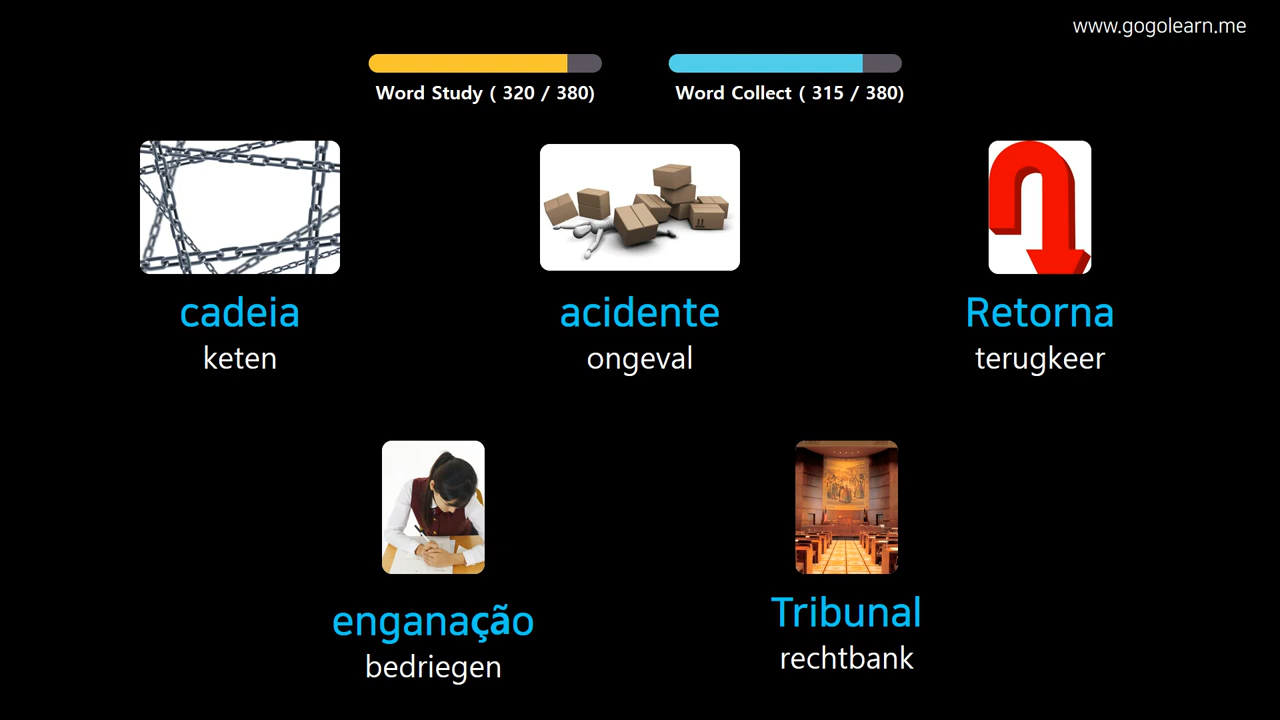 www.gogolearn.me
Word Study ( 320 / 380)
Word Collect ( 315 / 380)
cadeia
acidente
Retorna
keten
ongeval
terugkeer
enganação
Tribunal
bedriegen
rechtbank